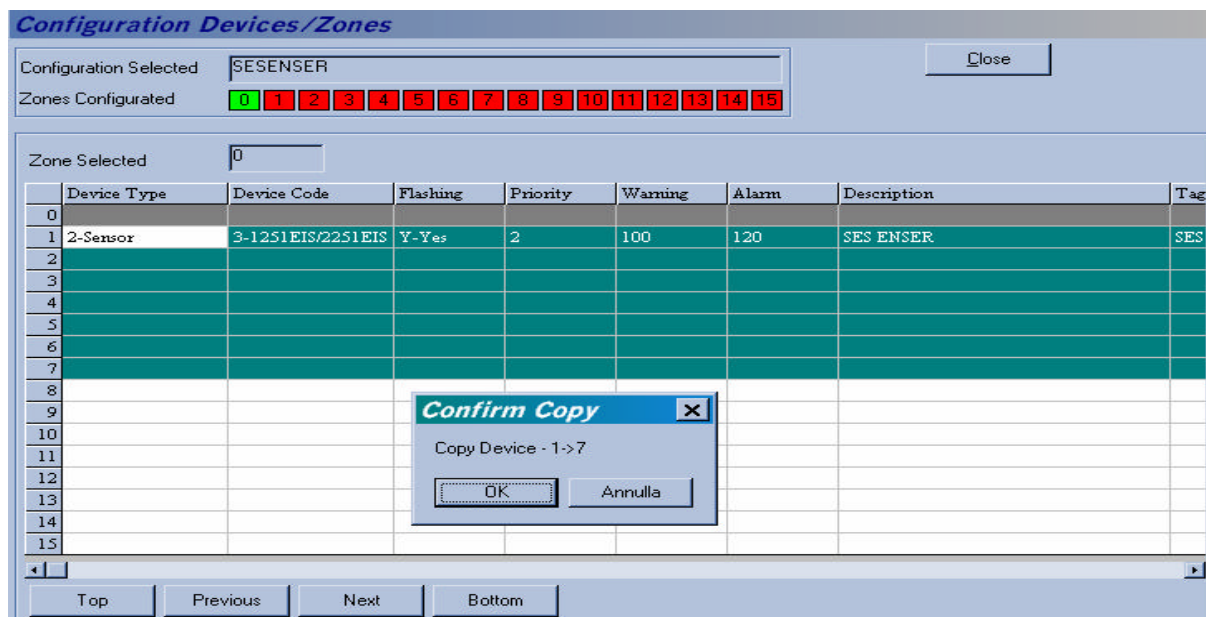 Configuration Devices/Zones
Configuration Selected SESENSER
Close
Zones Configurated 0 1 2 3 4 5 6 7 8 9 10 11 12 13 14 15
Zone Selected 0
Device Type Device Code Flashing Priority Warning Alarm Description Tag
0
1 2-Sensor 3-1251EIS/2251EIS Y-Yes 2 100 120 SES ENSER SES
2
3
4
5
6
7
8
9
10
11
12
13
14
15
Confirm Copy
Copy Device - 1->7
OK Annulla
Top Previous Next Bottom